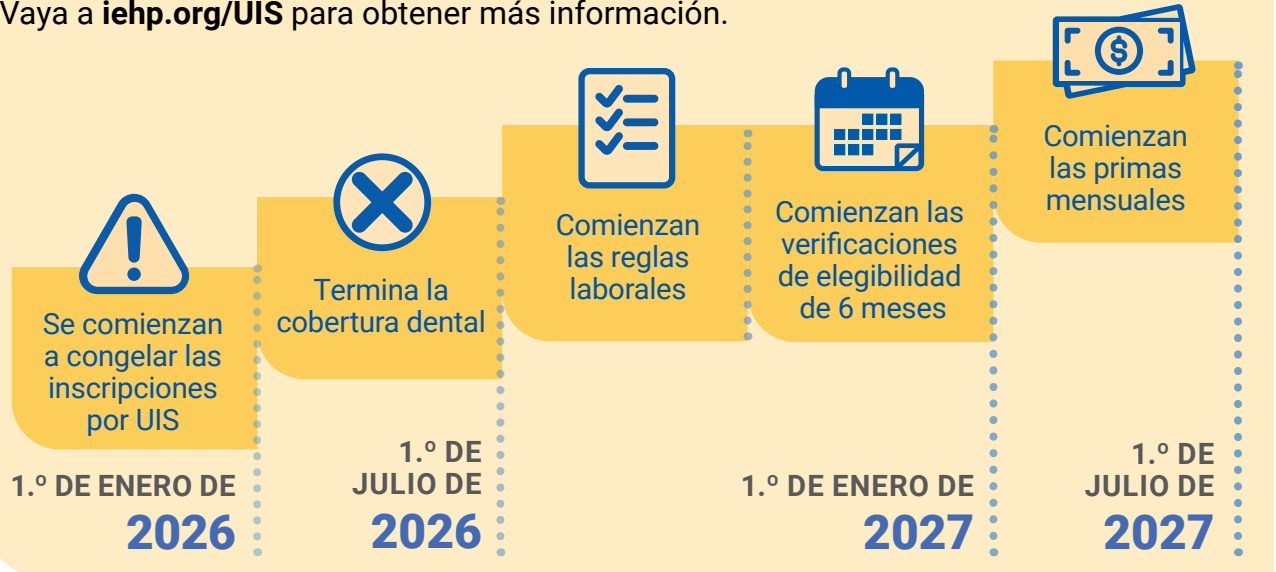 Vaya a iehp.org/UIS para obtener más información.
Se comienzan
a congelar las
inscripciones
por UIS
1.º DE ENERO DE
2026
Termina la
cobertura dental
1.º DE
JULIO DE
2026
Comienzan
las reglas
laborales
Comienzan las
verificaciones
de elegibilidad
de 6 meses
1.º DE ENERO DE
2027
$
Comienzan
las primas
mensuales
1.º DE
JULIO DE
2027